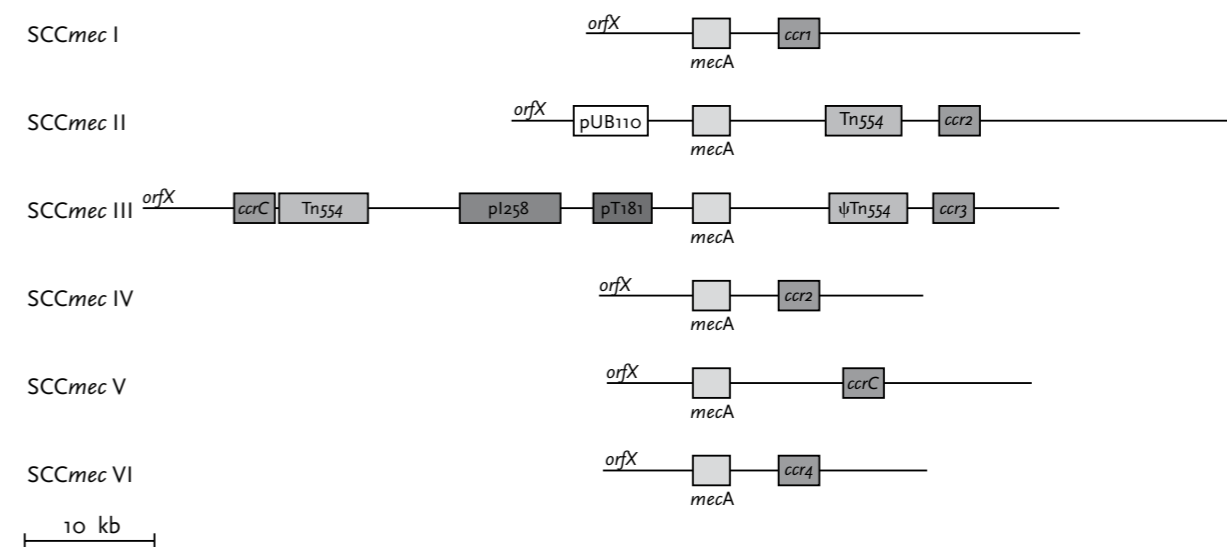 SCCmec I orfX ccr1
mecA
SCCmec II orfX pUB110 Tn554 ccr2
mecA
SCCmec III orfX ccrC Tn554 pI258 pT181 ψTn554 ccr3
mecA
SCCmec IV orfX ccr2
mecA
SCCmec V orfX ccrC
mecA
SCCmec VI orfX ccr4
mecA
10 kb